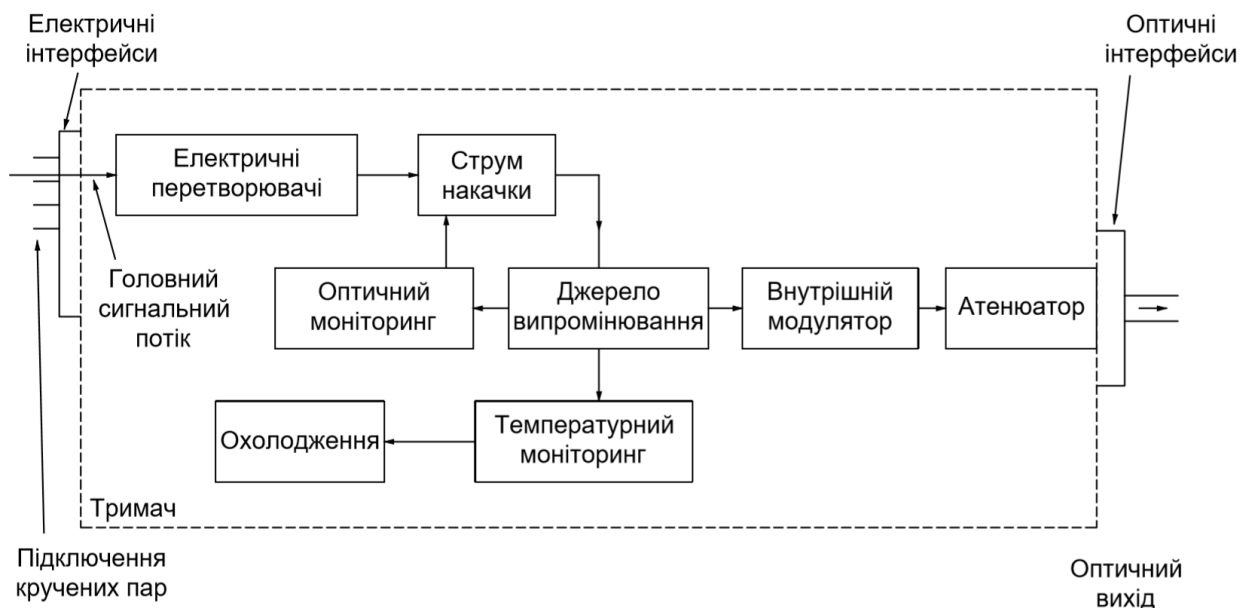 Електричні
інтерфейси
Оптичні
інтерфейси
Електричні
перетворювачі
Струм
накачки
Головний
сигнальний
потік
Оптичний
моніторинг
Джерело
випромінювання
Внутрішній
модулятор
Атенюатор
Охолодження
Температурний
моніторинг
Тримач
Підключення
кручених пар
Оптичний
вихід